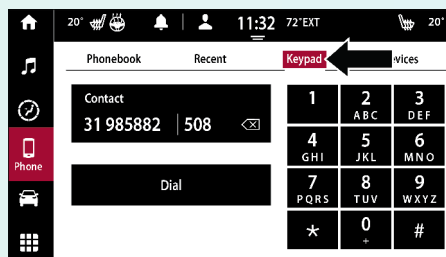 20° 11:32 72°EXT 20°
Phonebook Recent Keypad vices
Contact
31 985882 508
Dial
Phone
1 2 3
ABC DEF
4 5 6
GHI JKL MNO
7 8 9
PQRS TUV WXYZ
* 0 #
+